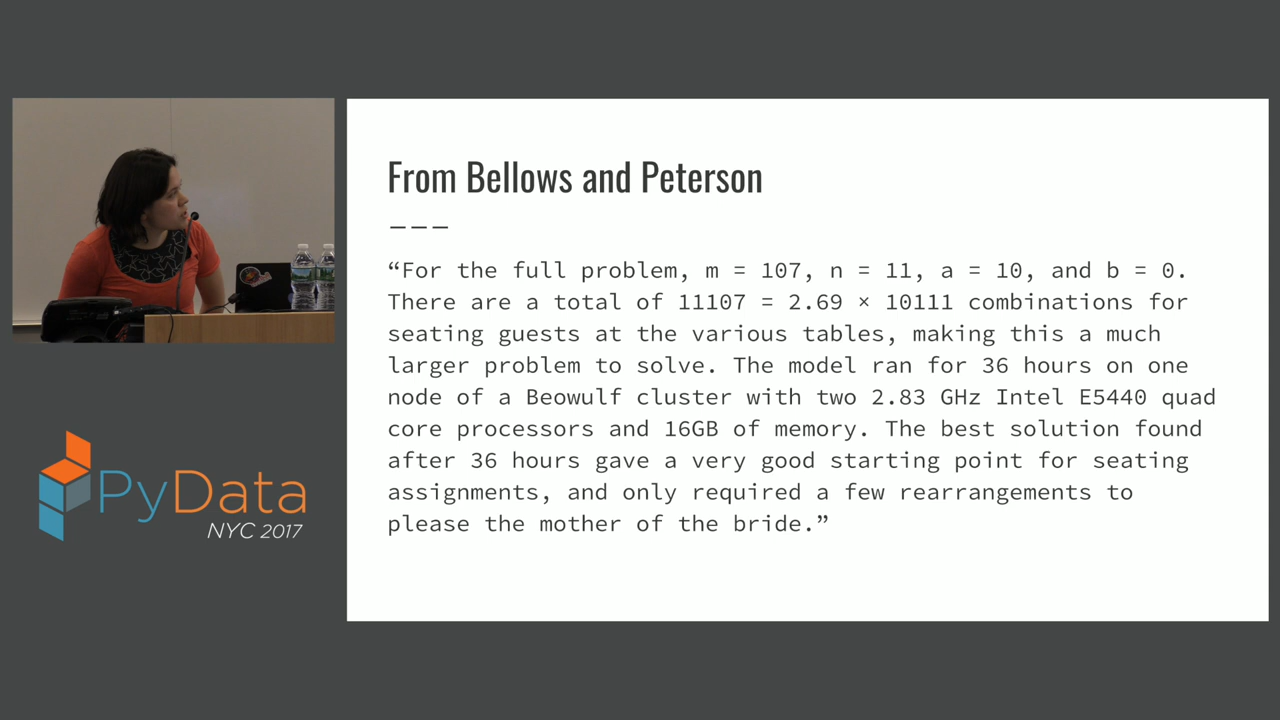 From Bellows and Peterson
“For the full problem, m = 107, n = 11, a = 10, and b = 0.
There are a total of 11107 = 2.69 × 10111 combinations for
seating guests at the various tables, making this a much
larger problem to solve. The model ran for 36 hours on one
node of a Beowulf cluster with two 2.83 GHz Intel E5440 quad
core processors and 16GB of memory. The best solution found
after 36 hours gave a very good starting point for seating
assignments, and only required a few rearrangements to
please the mother of the bride.”
PyData
NYC 2017